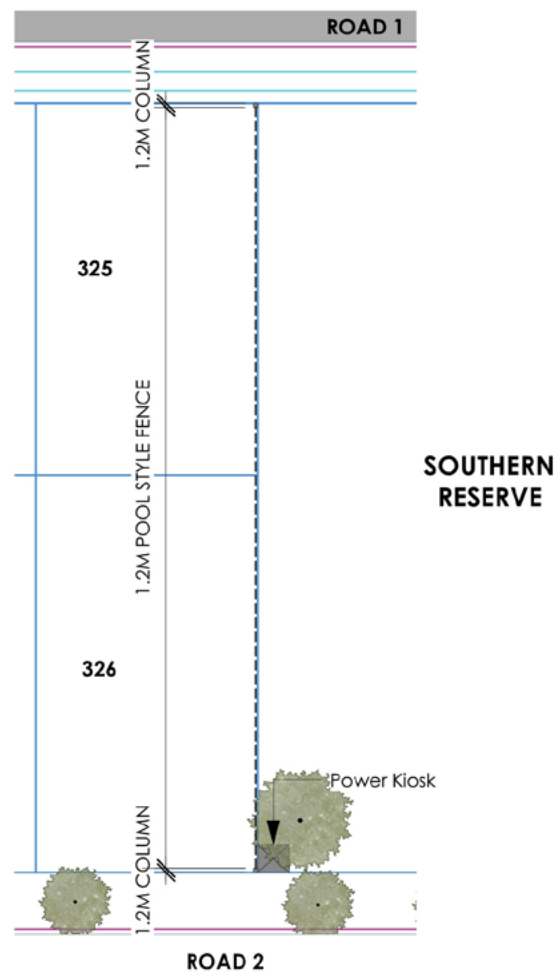 ROAD 1
1.2M COLUMN
325
1.2M POOL STYLE FENCE
SOUTHERN
RESERVE
326
Power Kiosk
1.2M COLUMN
ROAD 2